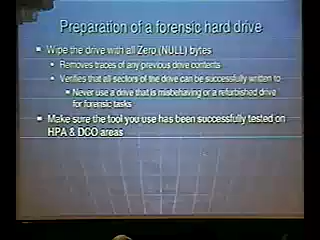 Preparation of a forensic hard drive
Wipe the drive with all Zero (NULL) bytes
Removes traces of any previous drive contents
Verifies that all sectors of the drive can be successfully written to
Never use a drive that is misbehaving or a refurbished drive
for forensic tasks
Make sure the tool you use has been successfully tested on
HPA & DCO areas